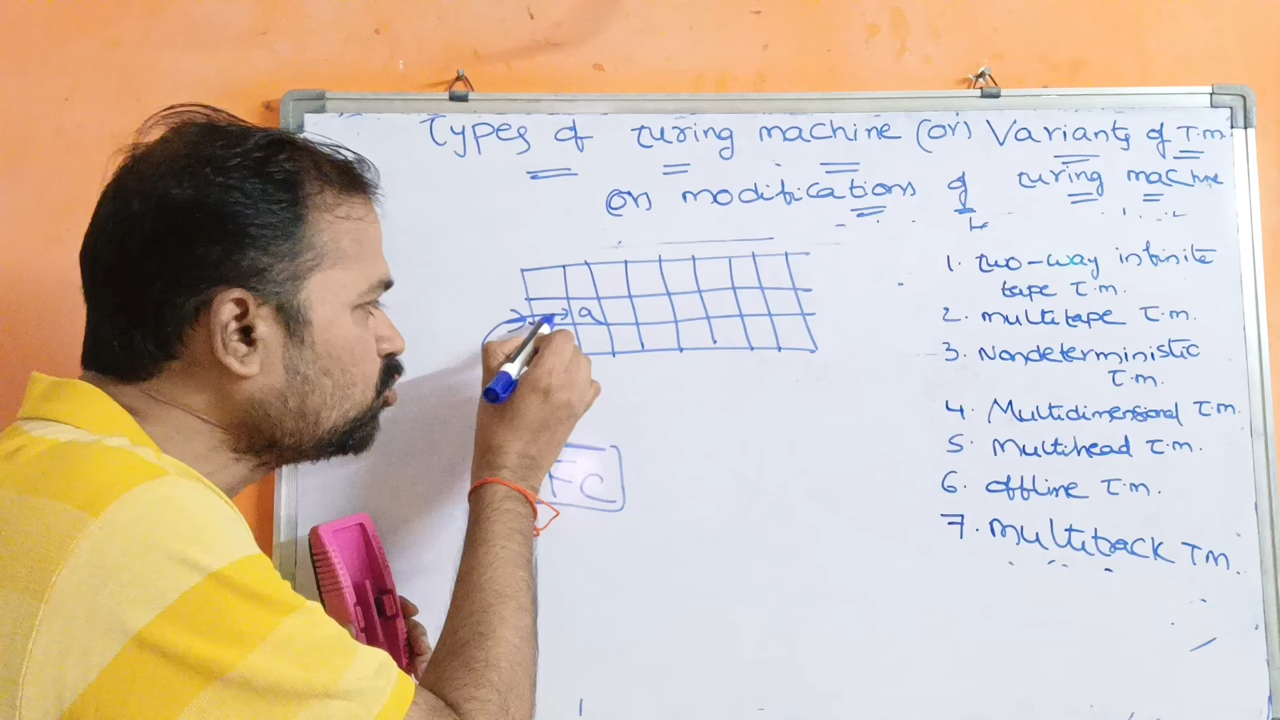 Types of Turing machine (or) Variants of T.m.
(or) modifications of Turing machine
1. Two-way infinite
tape T.m.
2. multitape T.m.
3. Nondeterministic
T.m.
4. Multidimensional T.m.
5. Multihead T.m.
6. offline T.m.
7. Multitrack TM.
a
FC